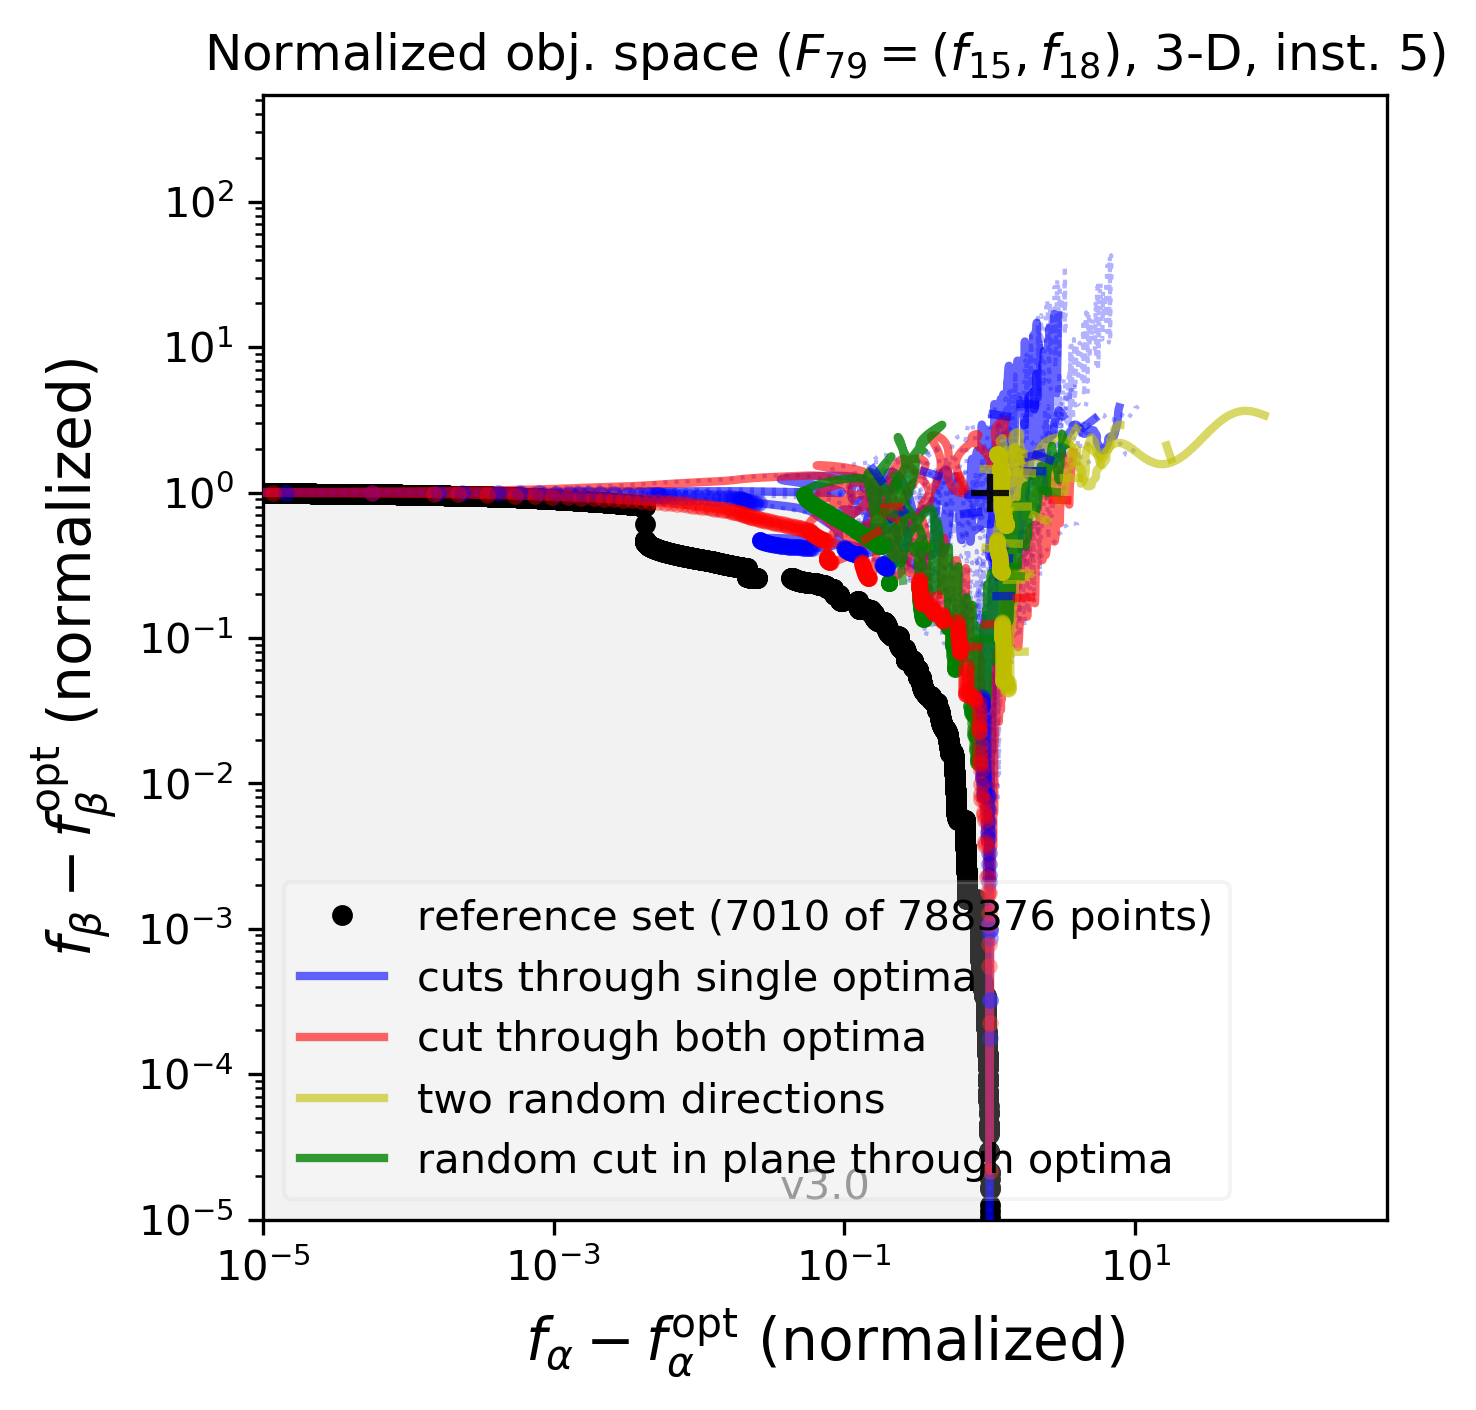 Normalized obj. space (F₇₉ = (f₁₅, f₁₈), 3-D, inst. 5)
f_β − f_β^opt (normalized)
10²
10¹
10⁰
10⁻¹
10⁻²
10⁻³
10⁻⁴
10⁻⁵
reference set (7010 of 788376 points)
cuts through single optima
cut through both optima
two random directions
random cut in plane through optima
v3.0
10⁻⁵ 10⁻³ 10⁻¹ 10¹
f_α − f_α^opt (normalized)